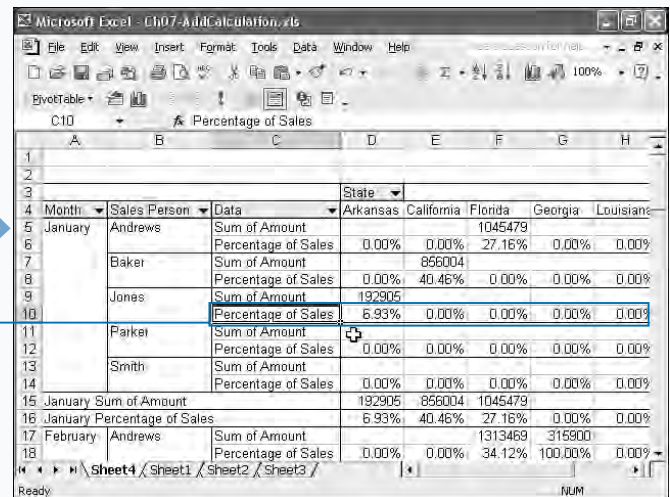 Microsoft Excel - Ch07-AddCalculation.xls
File Edit View Insert Format Tools Data Window Help
100%
PivotTable
C10 fx Percentage of Sales
A B C D E F G H
1
2
3 State
4 Month Sales Person Data Arkansas California Florida Georgia Louisiana
5 January Andrews Sum of Amount 1045479
6 Percentage of Sales 0.00% 0.00% 27.16% 0.00% 0.00%
7 Baker Sum of Amount 856004
8 Percentage of Sales 0.00% 40.46% 0.00% 0.00% 0.00%
9 Jones Sum of Amount 192905
10 Percentage of Sales 6.93% 0.00% 0.00% 0.00% 0.00%
11 Parker Sum of Amount
12 Percentage of Sales 0.00% 0.00% 0.00% 0.00% 0.00%
13 Smith Sum of Amount
14 Percentage of Sales 0.00% 0.00% 0.00% 0.00% 0.00%
15 January Sum of Amount 192905 856004 1045479
16 January Percentage of Sales 6.93% 40.46% 27.16% 0.00% 0.00%
17 February Andrews Sum of Amount 1313469 315900
18 Percentage of Sales 0.00% 0.00% 34.12% 100.00% 0.00%
Sheet4 Sheet1 Sheet2 Sheet3
Ready NUM